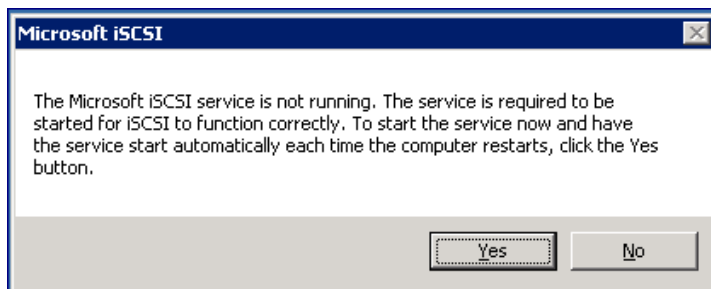 Microsoft iSCSI
The Microsoft iSCSI service is not running. The service is required to be
started for iSCSI to function correctly. To start the service now and have
the service start automatically each time the computer restarts, click the Yes
button.
Yes
No